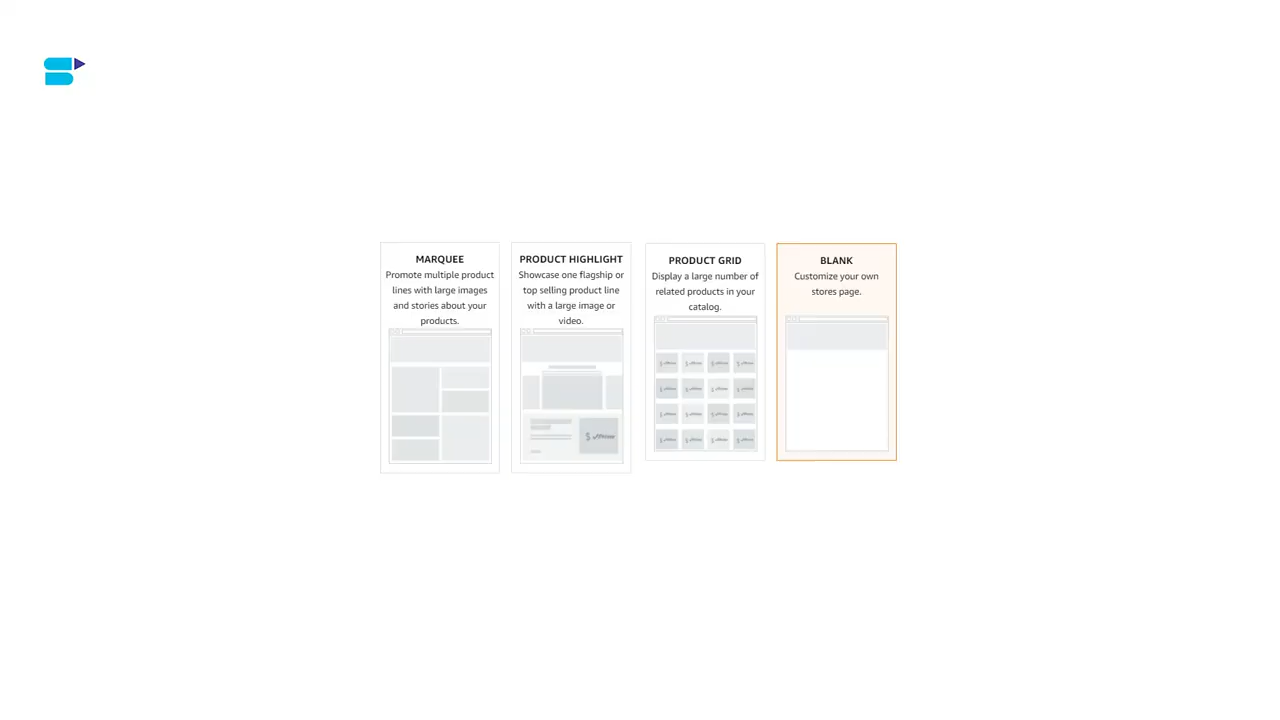 MARQUEE
Promote multiple product
lines with large images
and stories about your
products.
PRODUCT HIGHLIGHT
Showcase one flagship or
top selling product line
with a large image or
video.
PRODUCT GRID
Display a large number of
related products in your
catalog.
BLANK
Customize your own
stores page.